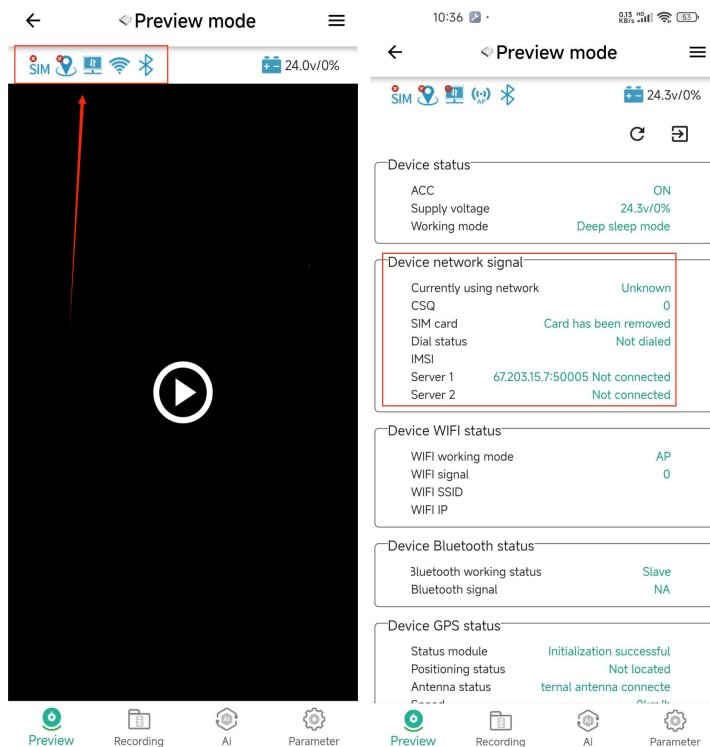 Preview mode
SIM
24.0v/0%
Preview
Recording
Ai
Parameter
10:36
0.13 KB/s
HD
53
Preview mode
SIM
AP
24.3v/0%
Device status
ACC ON
Supply voltage 24.3v/0%
Working mode Deep sleep mode
Device network signal
Currently using network Unknown
CSQ 0
SIM card Card has been removed
Dial status Not dialed
IMSI
Server 1 67.203.15.7:50005 Not connected
Server 2 Not connected
Device WIFI status
WIFI working mode AP
WIFI signal 0
WIFI SSID
WIFI IP
Device Bluetooth status
Bluetooth working status Slave
Bluetooth signal NA
Device GPS status
Status module Initialization successful
Positioning status Not located
Antenna status ternal antenna connecte
Preview
Recording
Ai
Parameter